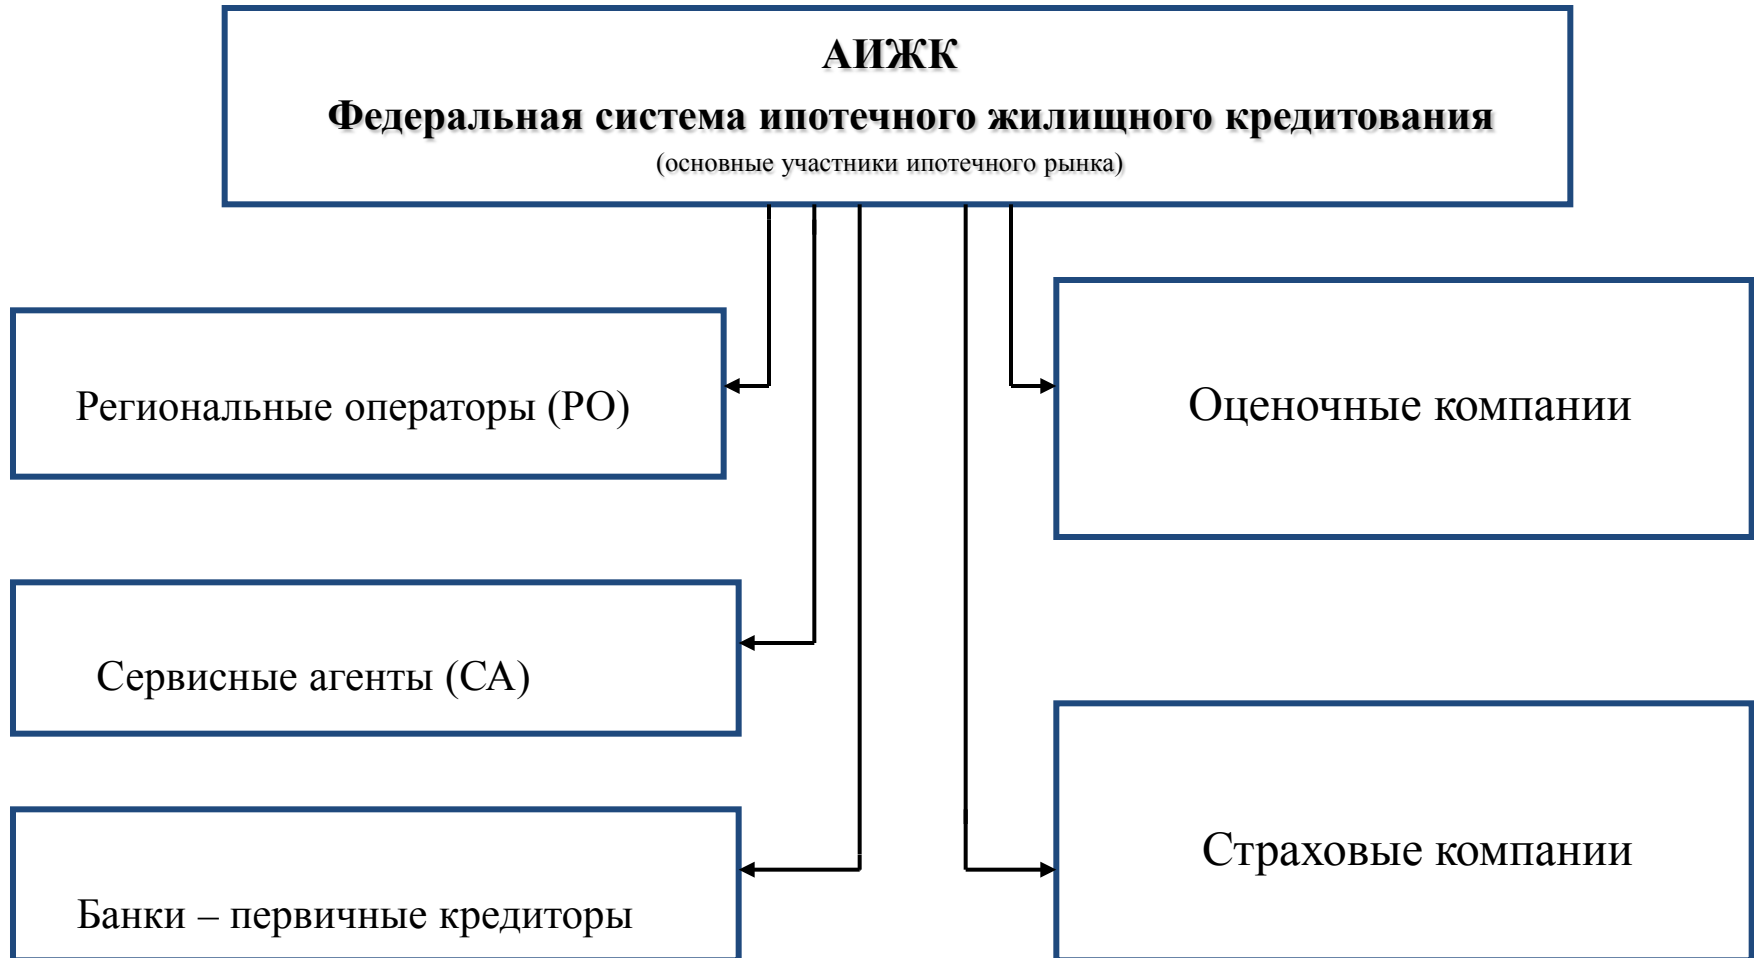 АИЖК
Федеральная система ипотечного жилищного кредитования
(основные участники ипотечного рынка)
Региональные операторы (РО)
Оценочные компании
Сервисные агенты (СА)
Страховые компании
Банки – первичные кредиторы